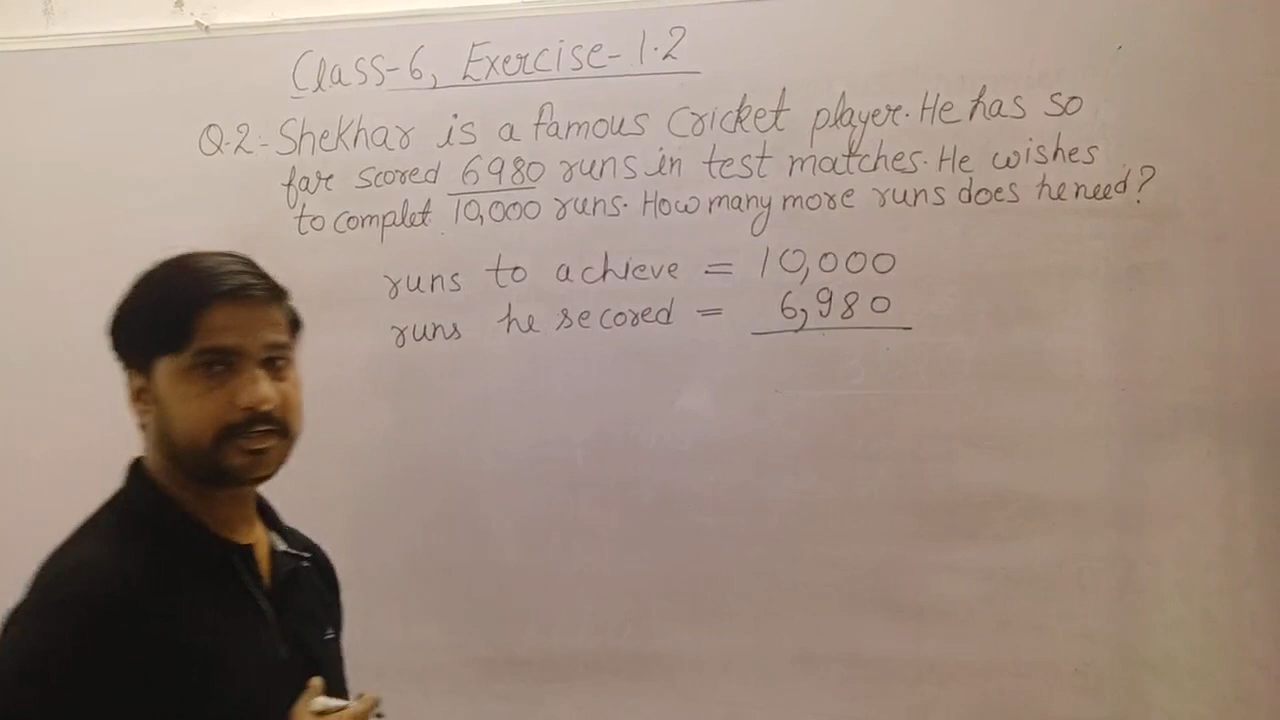 Class-6, Exercise-1.2
Q.2- Shekhar is a famous cricket player. He has so
far scored 6980 runs in test matches. He wishes
to complet 10,000 runs. How many more runs does he need?
runs to achieve = 10,000
runs he secored = 6,980